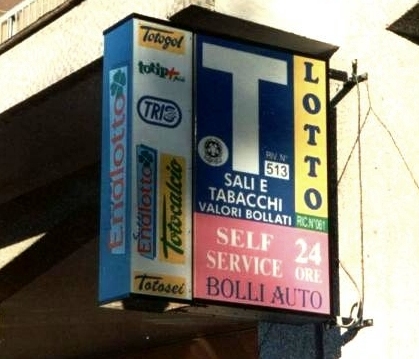 Totogol
totip+
TRIS
Enalotto
Enalotto
Totocalcio
Totosei
T
LOTTO
RIV. N°
513
SALI E
TABACCHI
VALORI BOLLATI
RIC.N°061
SELF
SERVICE
24
ORE
BOLLI AUTO